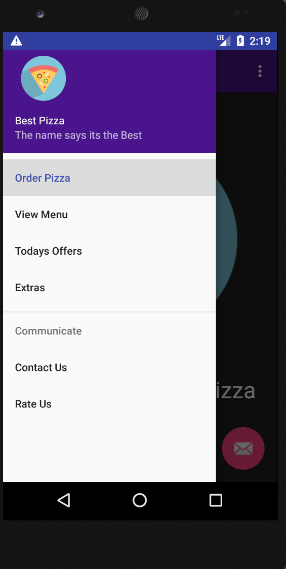 LTE 2:19
Best Pizza
The name says its the Best
Order Pizza
View Menu
Todays Offers
Extras
izza
Communicate
Contact Us
Rate Us